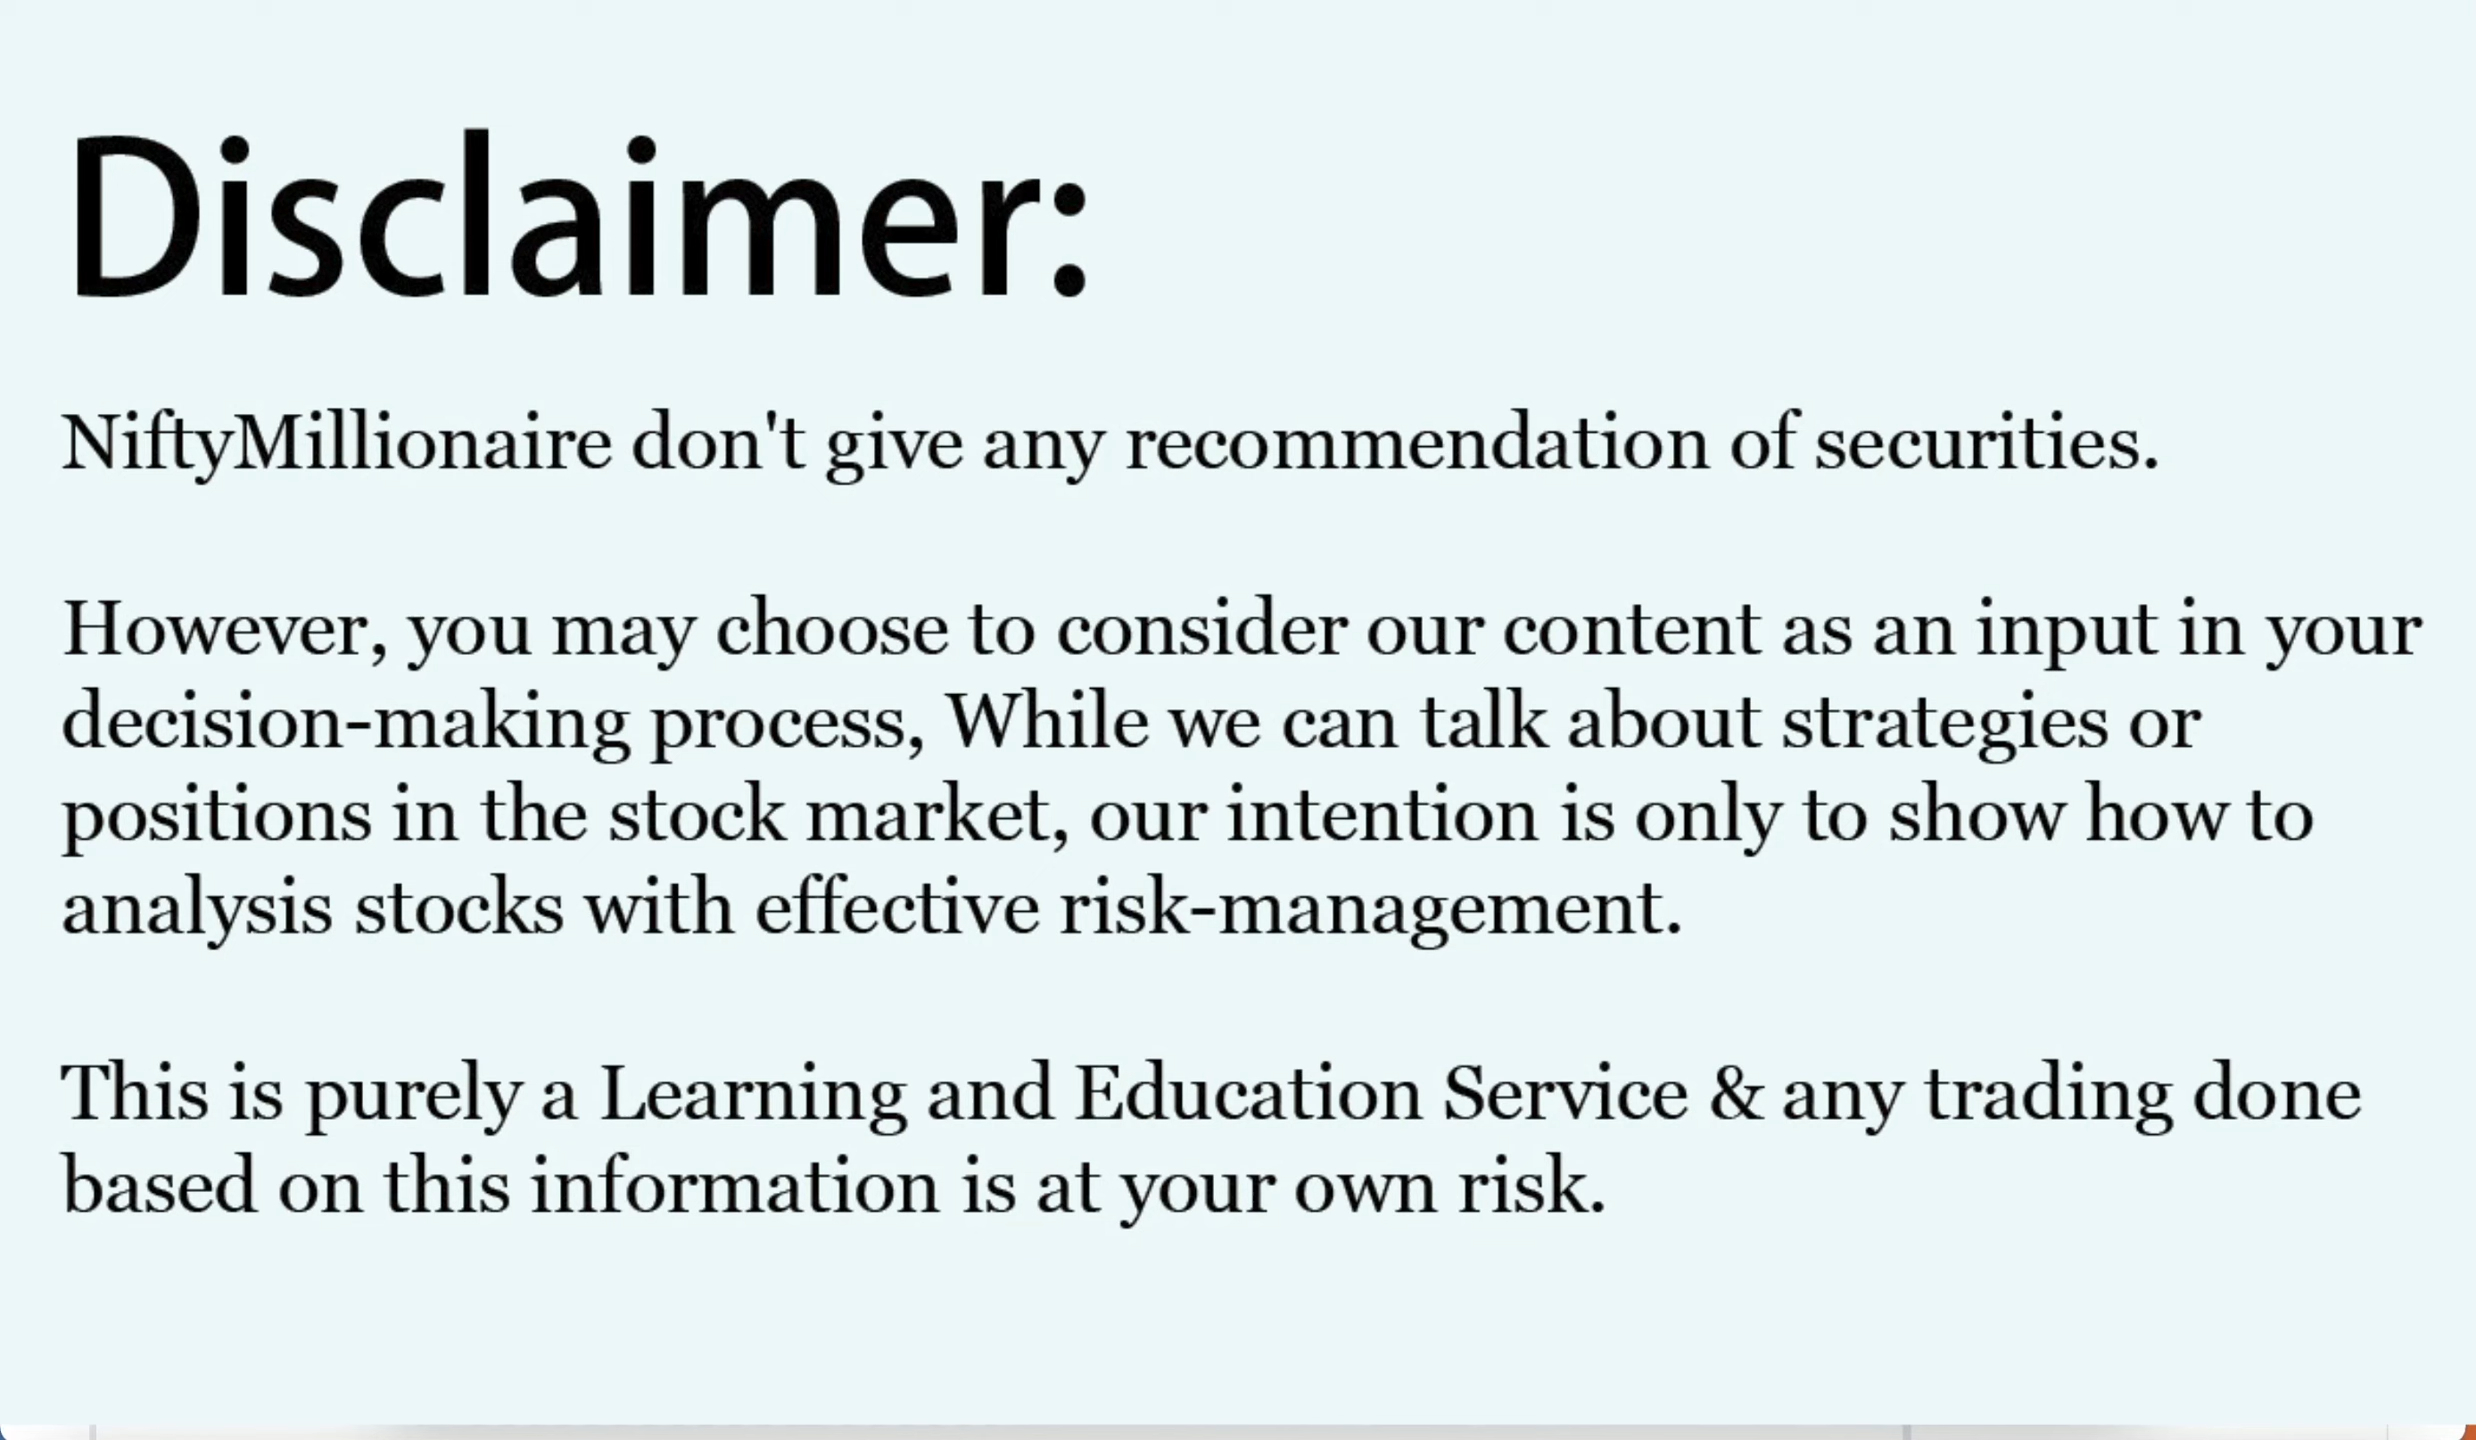 Disclaimer:
NiftyMillionaire don't give any recommendation of securities.
However, you may choose to consider our content as an input in your
decision-making process, While we can talk about strategies or
positions in the stock market, our intention is only to show how to
analysis stocks with effective risk-management.
This is purely a Learning and Education Service & any trading done
based on this information is at your own risk.